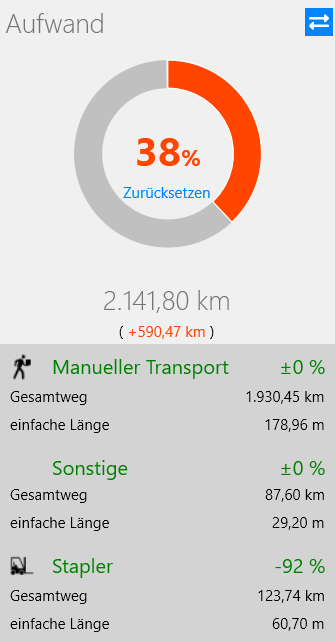 Aufwand
38%
Zurücksetzen
2.141,80 km
( +590,47 km )
Manueller Transport ±0 %
Gesamtweg 1.930,45 km
einfache Länge 178,96 m
Sonstige ±0 %
Gesamtweg 87,60 km
einfache Länge 29,20 m
Stapler -92 %
Gesamtweg 123,74 km
einfache Länge 60,70 m